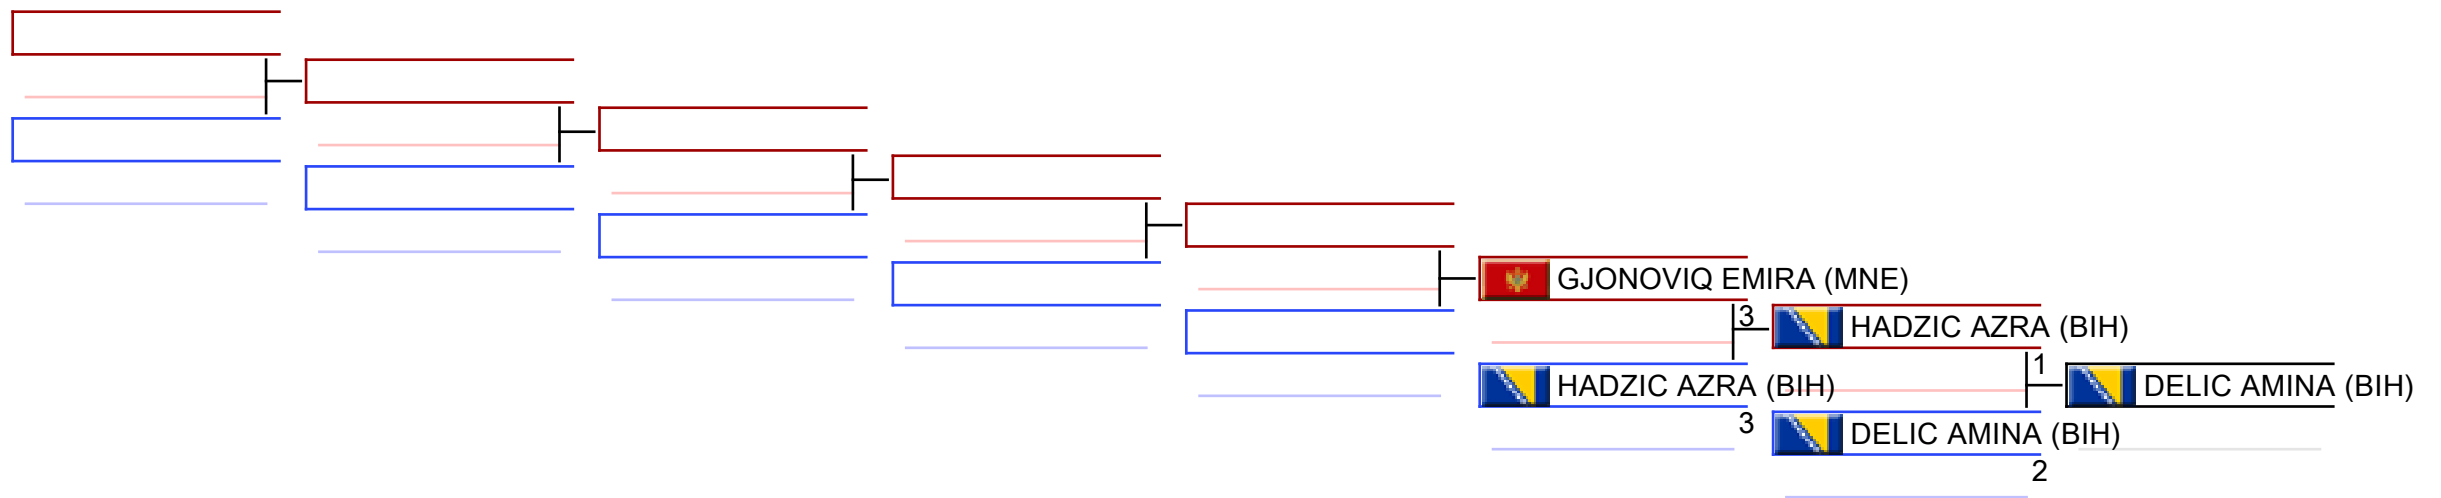 GJONOVIQ EMIRA (MNE)
3
HADZIC AZRA (BIH)
1
HADZIC AZRA (BIH)
DELIC AMINA (BIH)
3
DELIC AMINA (BIH)
2